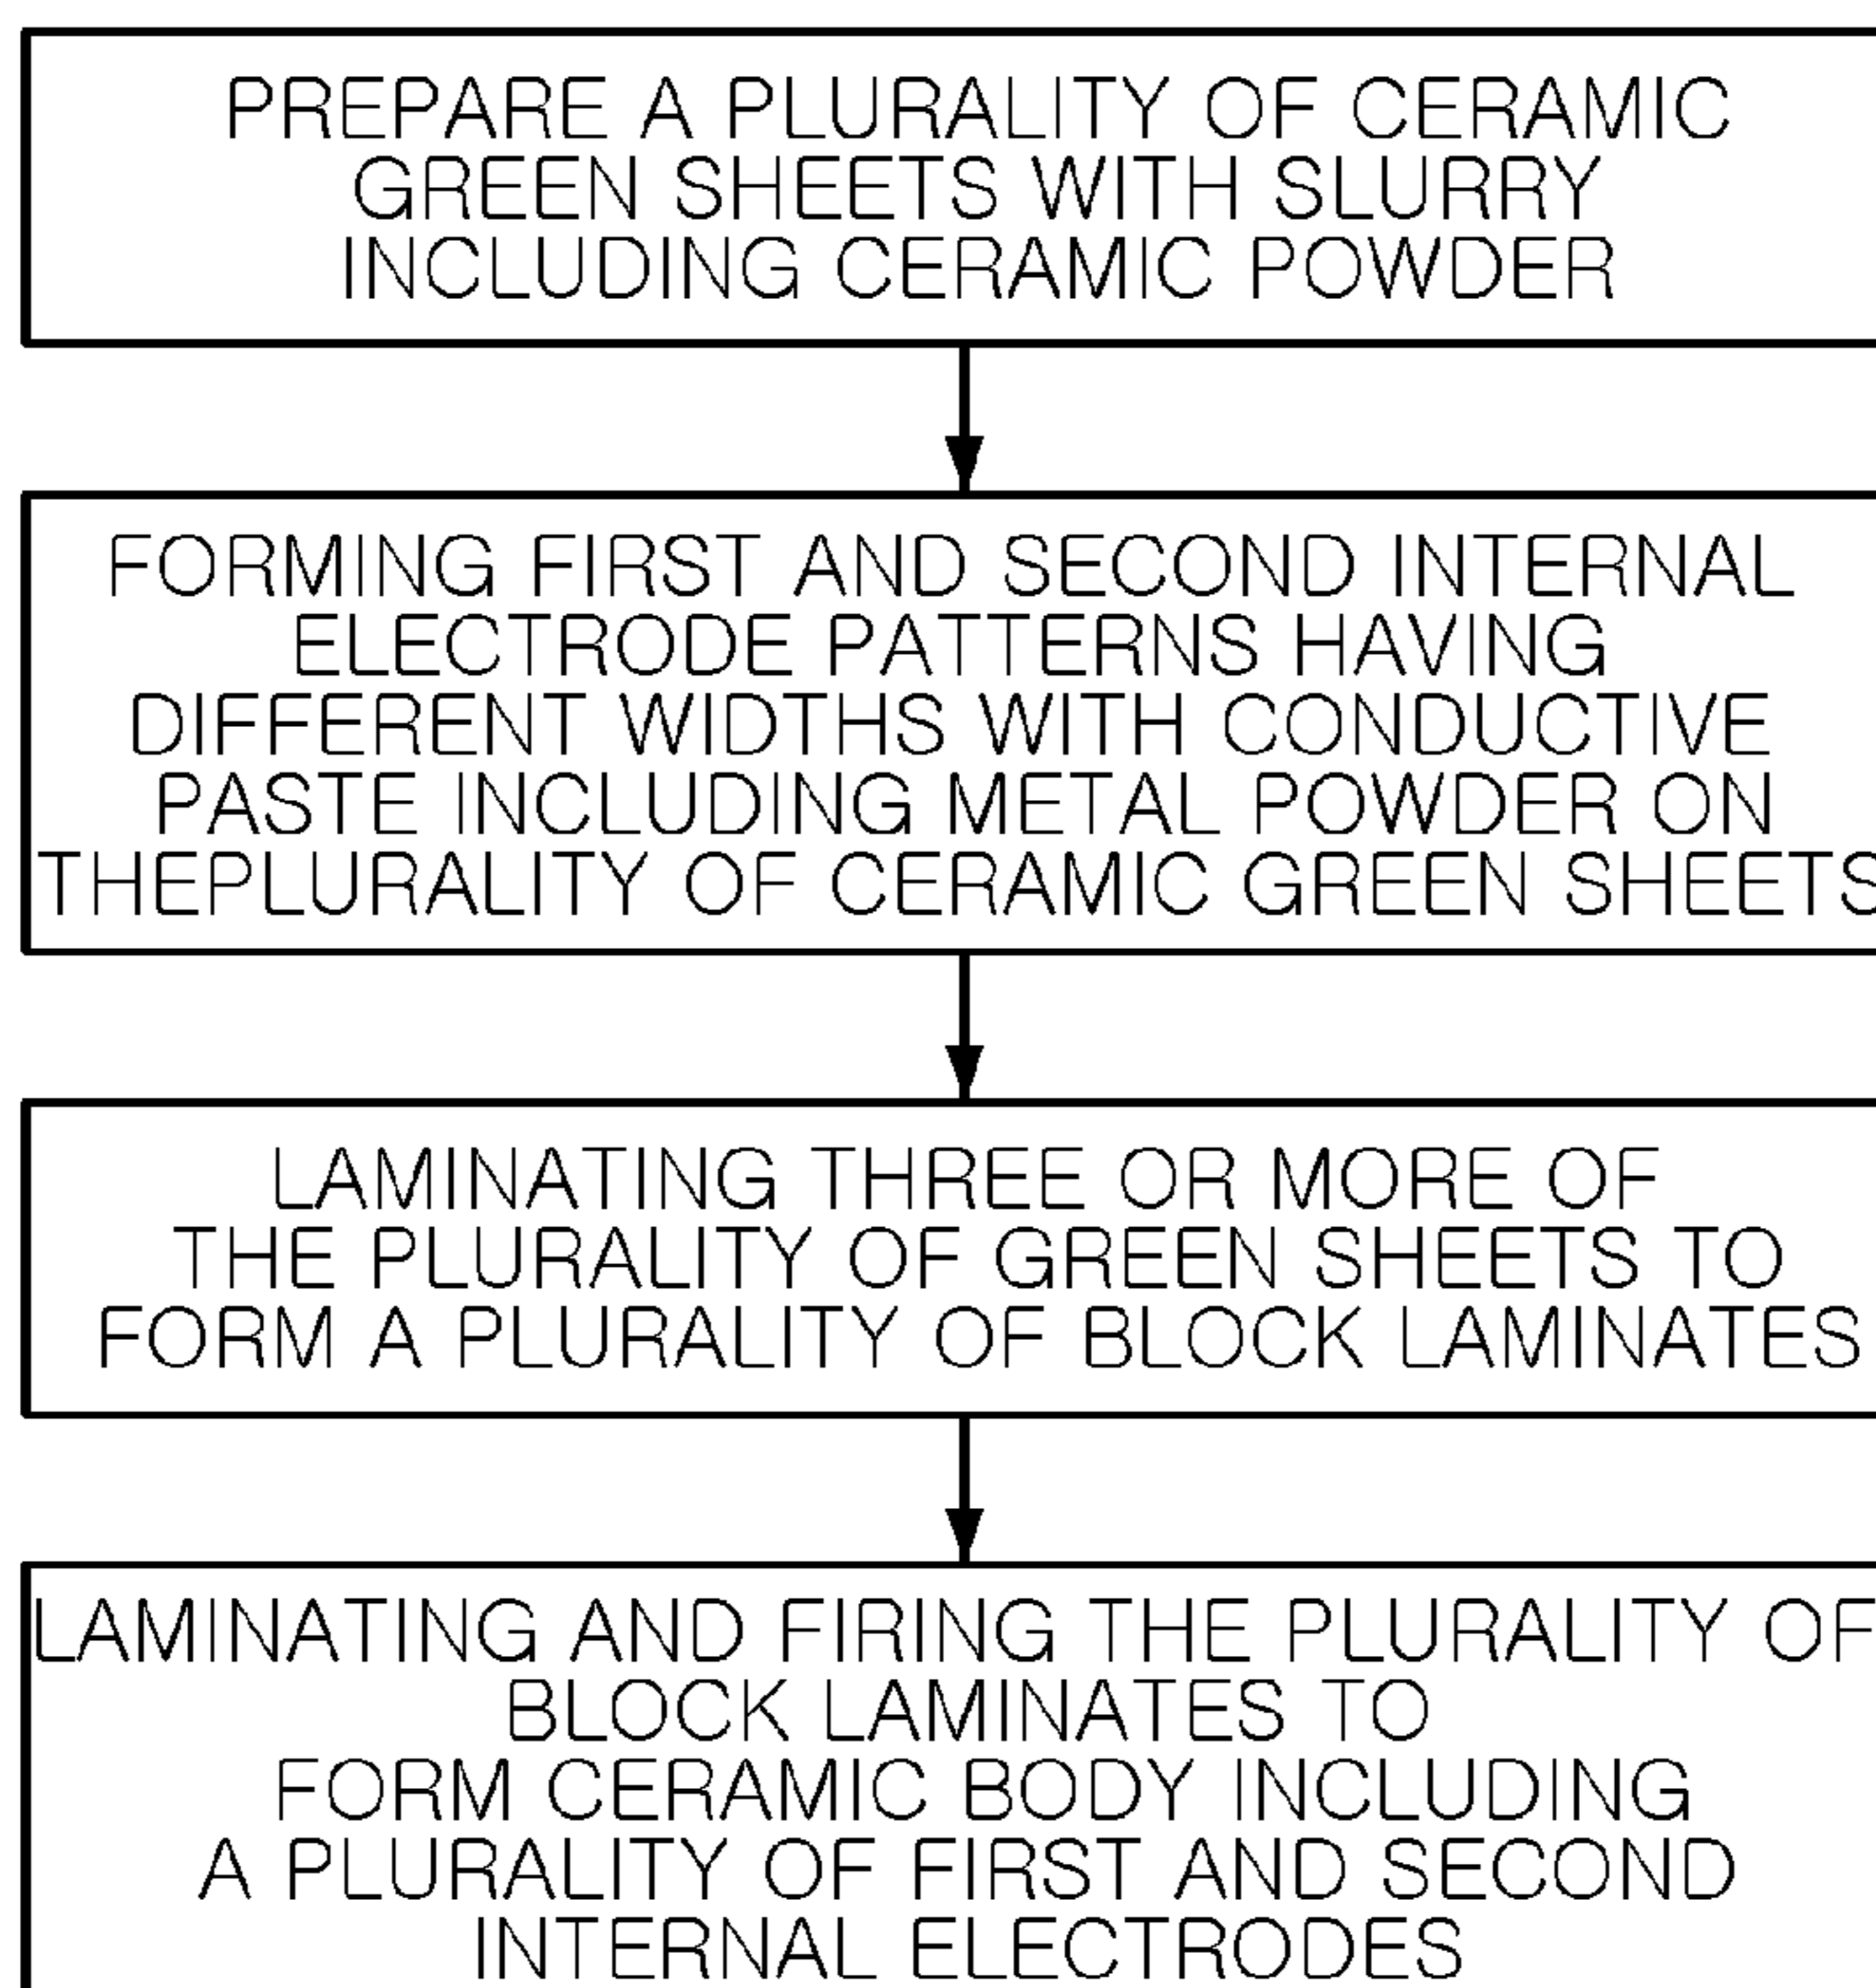 PREPARE A PLURALITY OF CERAMIC
GREEN SHEETS WITH SLURRY
INCLUDING CERAMIC POWDER
FORMING FIRST AND SECOND INTERNAL
ELECTRODE PATTERNS HAVING
DIFFERENT WIDTHS WITH CONDUCTIVE
PASTE INCLUDING METAL POWDER ON
THEPLURALITY OF CERAMIC GREEN SHEETS
LAMINATING THREE OR MORE OF
THE PLURALITY OF GREEN SHEETS TO
FORM A PLURALITY OF BLOCK LAMINATES
LAMINATING AND FIRING THE PLURALITY OF
BLOCK LAMINATES TO
FORM CERAMIC BODY INCLUDING
A PLURALITY OF FIRST AND SECOND
INTERNAL ELECTRODES